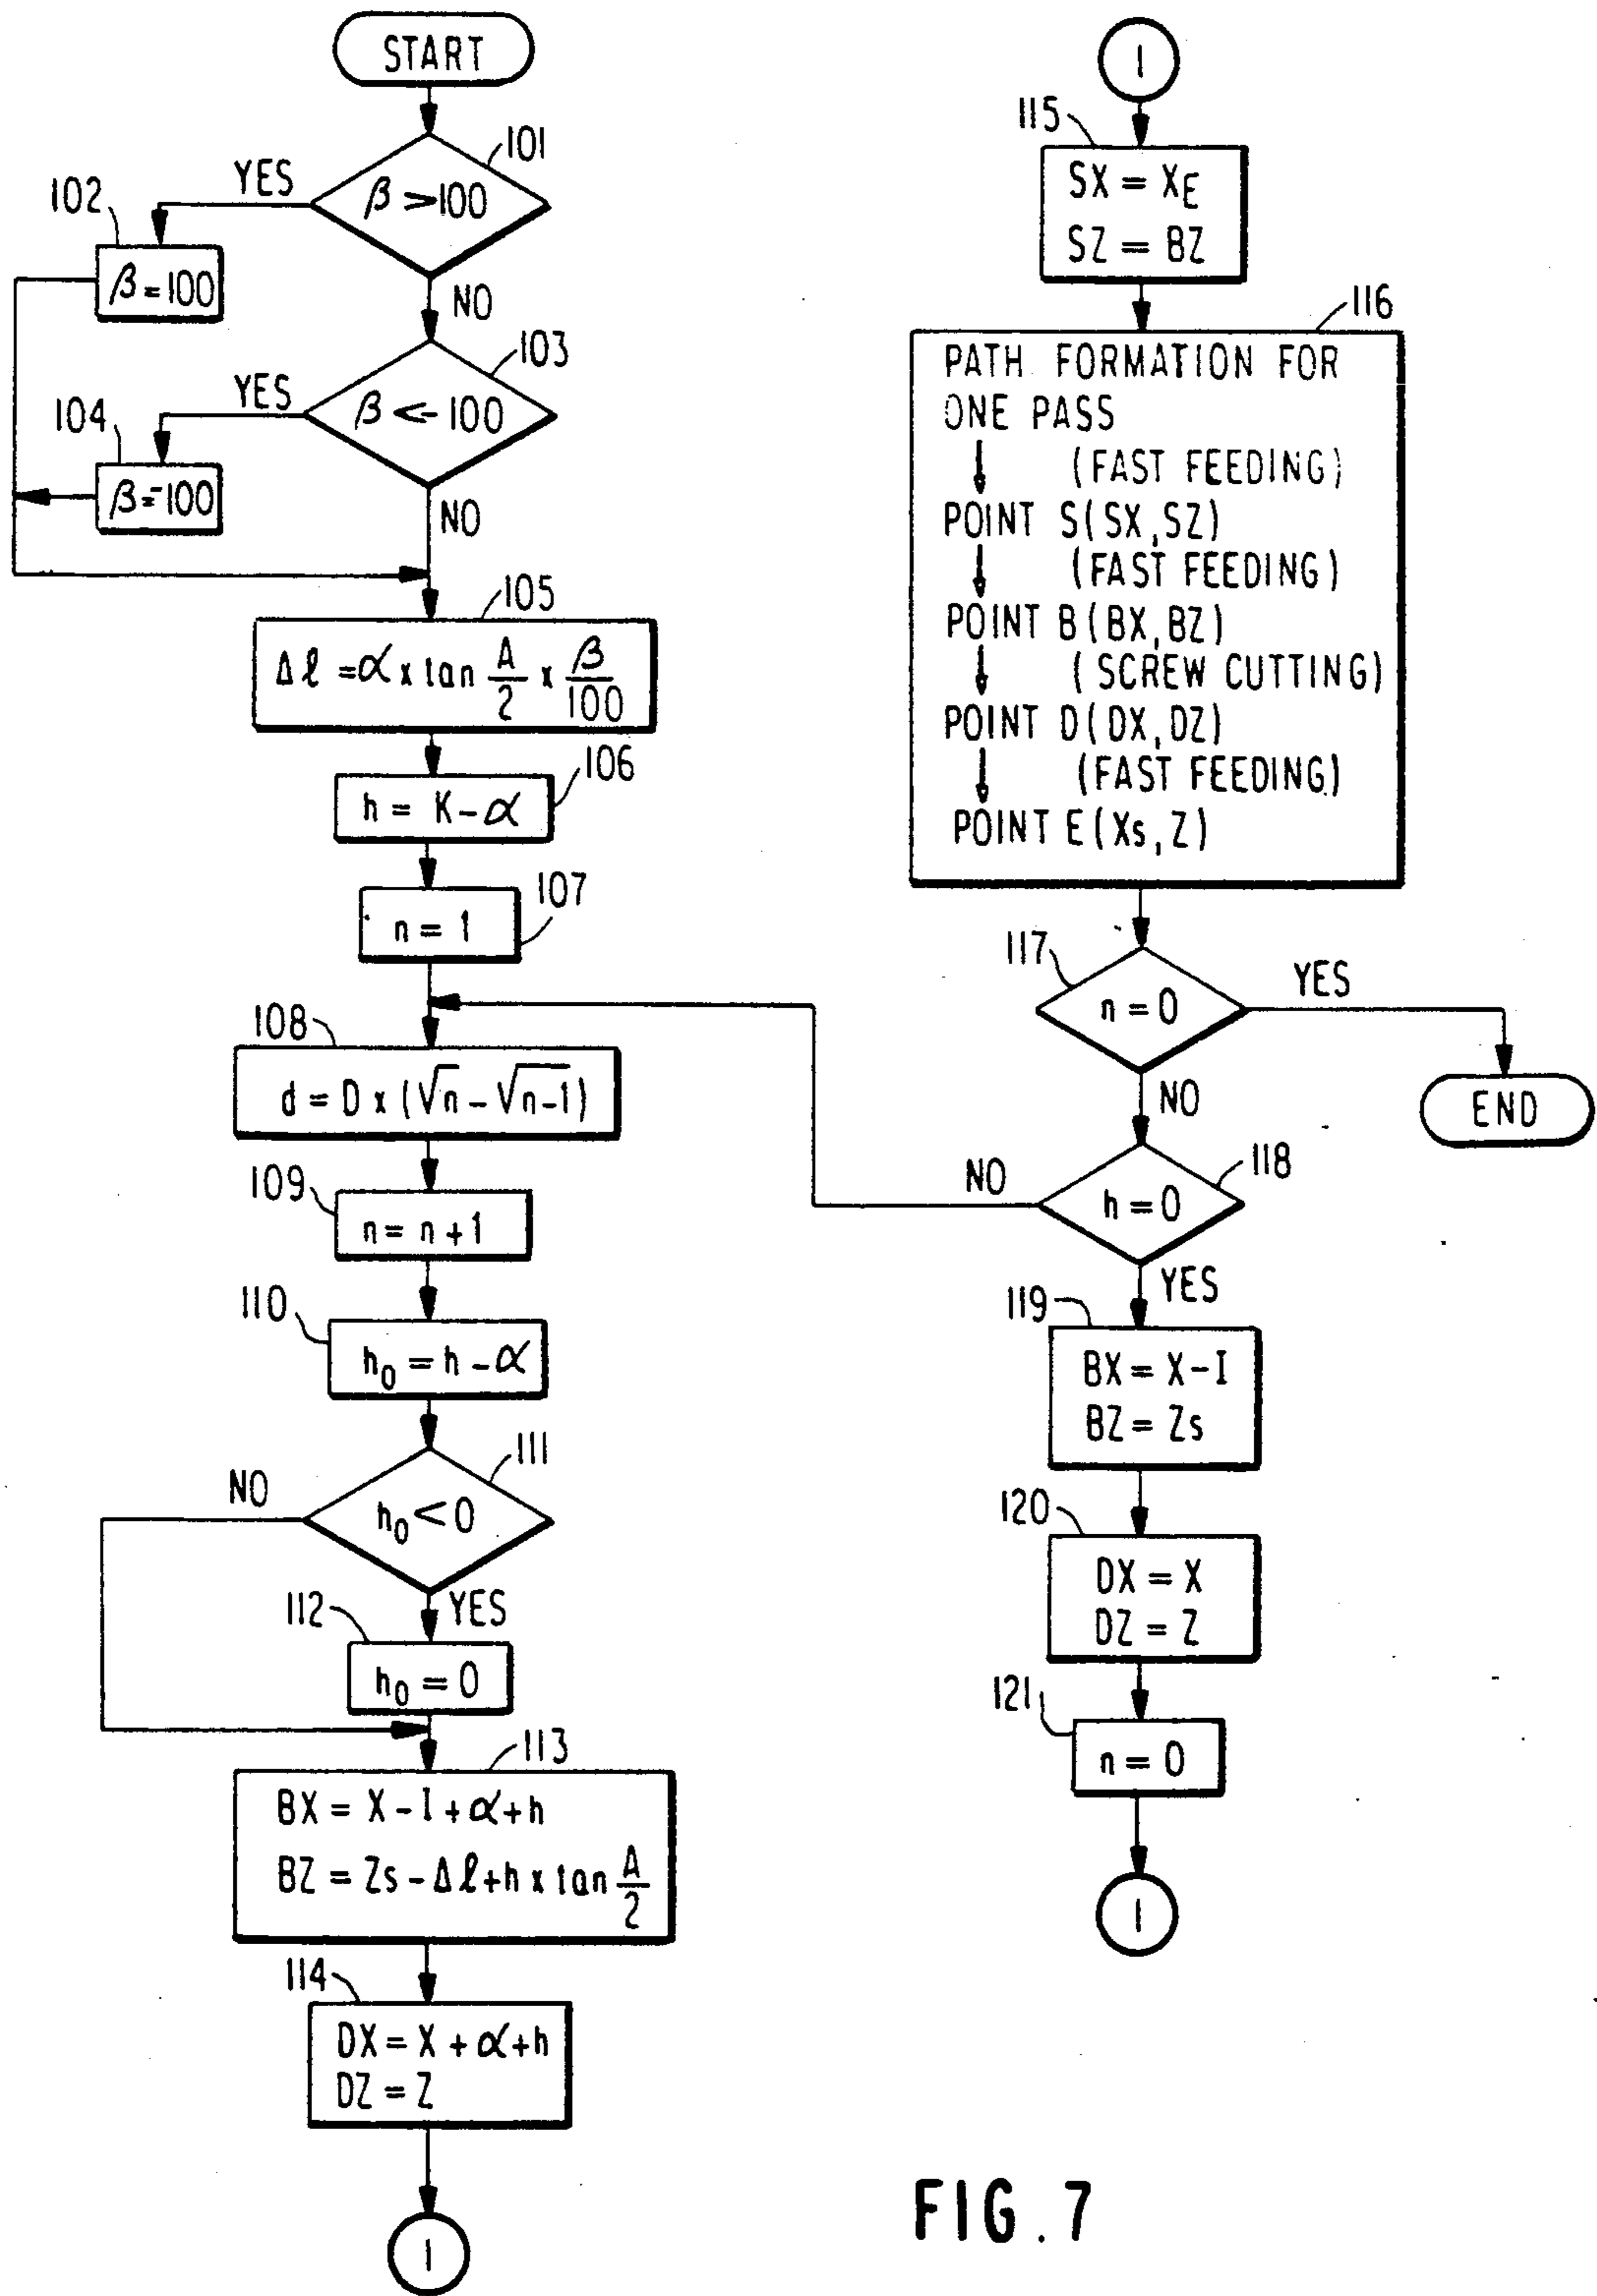 START
101
β > 100
YES
102
β = 100
NO
103
β < - 100
YES
104
β = -100
NO
105
Δℓ = α x tan A/2 x β/100
106
h = K - α
107
n = 1
108
d = D x (√n - √n-1)
109
n = n + 1
110
h₀ = h - α
111
h₀ < 0
NO
YES
112
h₀ = 0
113
BX = X - I + α + h
BZ = Zs - Δℓ + h x tan A/2
114
DX = X + α + h
DZ = Z
1
1
115
SX = XE
SZ = BZ
116
PATH FORMATION FOR
ONE PASS
↓ (FAST FEEDING)
POINT S(SX,SZ)
↓ (FAST FEEDING)
POINT B(BX,BZ)
↓ (SCREW CUTTING)
POINT D(DX,DZ)
↓ (FAST FEEDING)
POINT E(Xs,Z)
117
n = 0
YES
END
NO
118
h = 0
NO
YES
119
BX = X - I
BZ = Zs
120
DX = X
DZ = Z
121
n = 0
1
FIG. 7